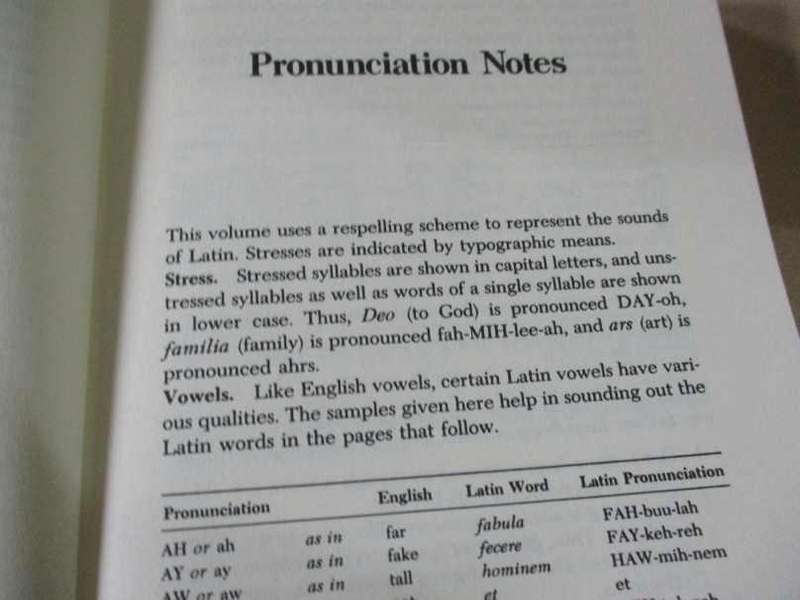 Pronunciation Notes
This volume uses a respelling scheme to represent the sounds
of Latin. Stresses are indicated by typographic means.
Stress. Stressed syllables are shown in capital letters, and uns-
tressed syllables as well as words of a single syllable are shown
in lower case. Thus, Deo (to God) is pronounced DAY-oh,
familia (family) is pronounced fah-MIH-lee-ah, and ars (art) is
pronounced ahrs.
Vowels. Like English vowels, certain Latin vowels have vari-
ous qualities. The samples given here help in sounding out the
Latin words in the pages that follow.
Pronunciation English Latin Word Latin Pronunciation
AH or ah as in far fabula FAH-buu-lah
AY or ay as in fake fecere FAY-keh-reh
AW or aw as in tall hominem HAW-mih-nem
et et